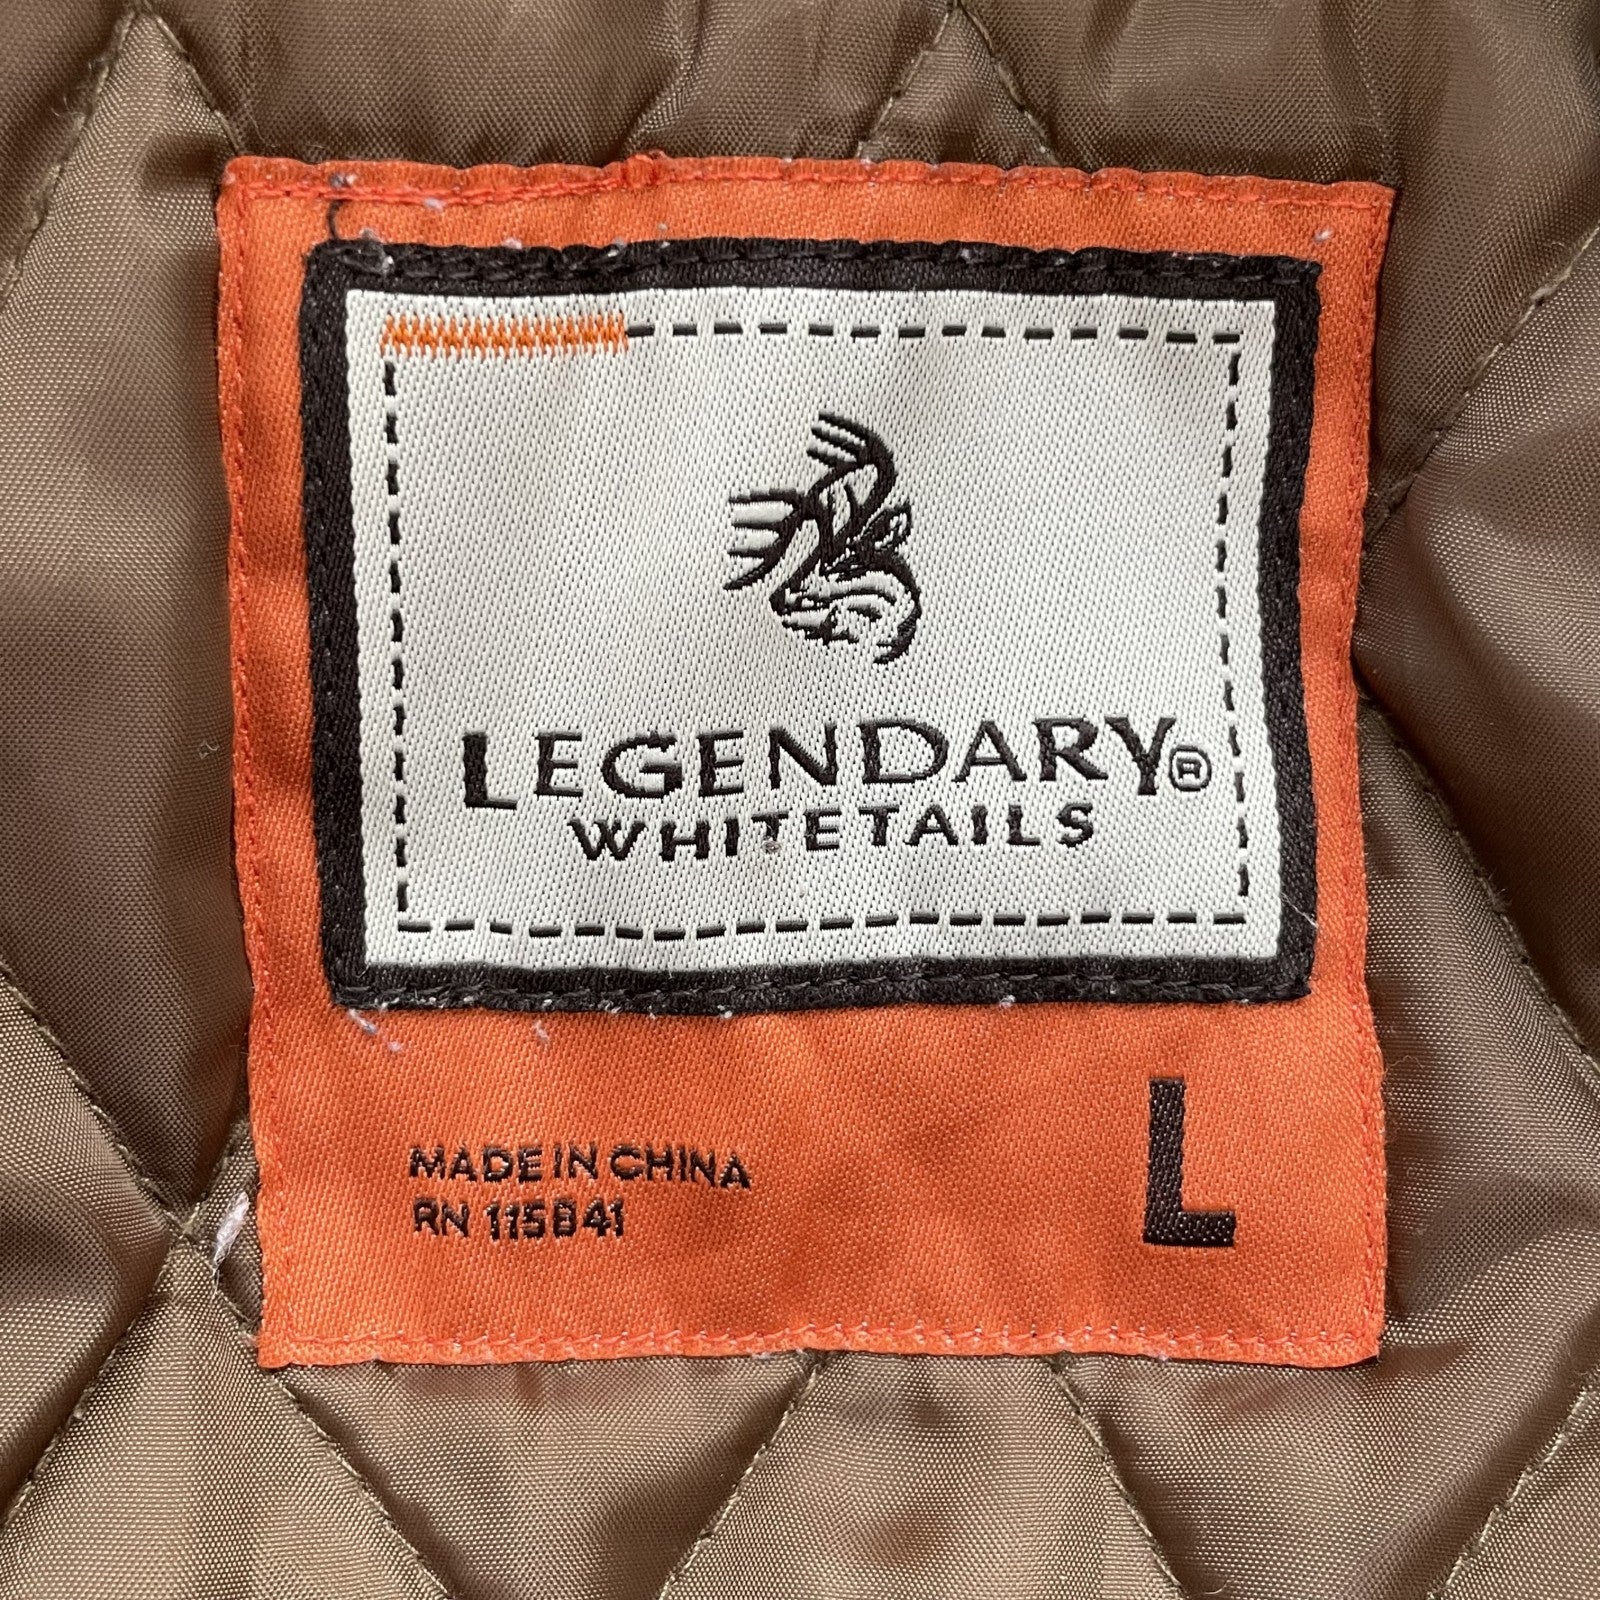 LEGENDARY®
WHITETAILS
MADE IN CHINA
RN 115841
L